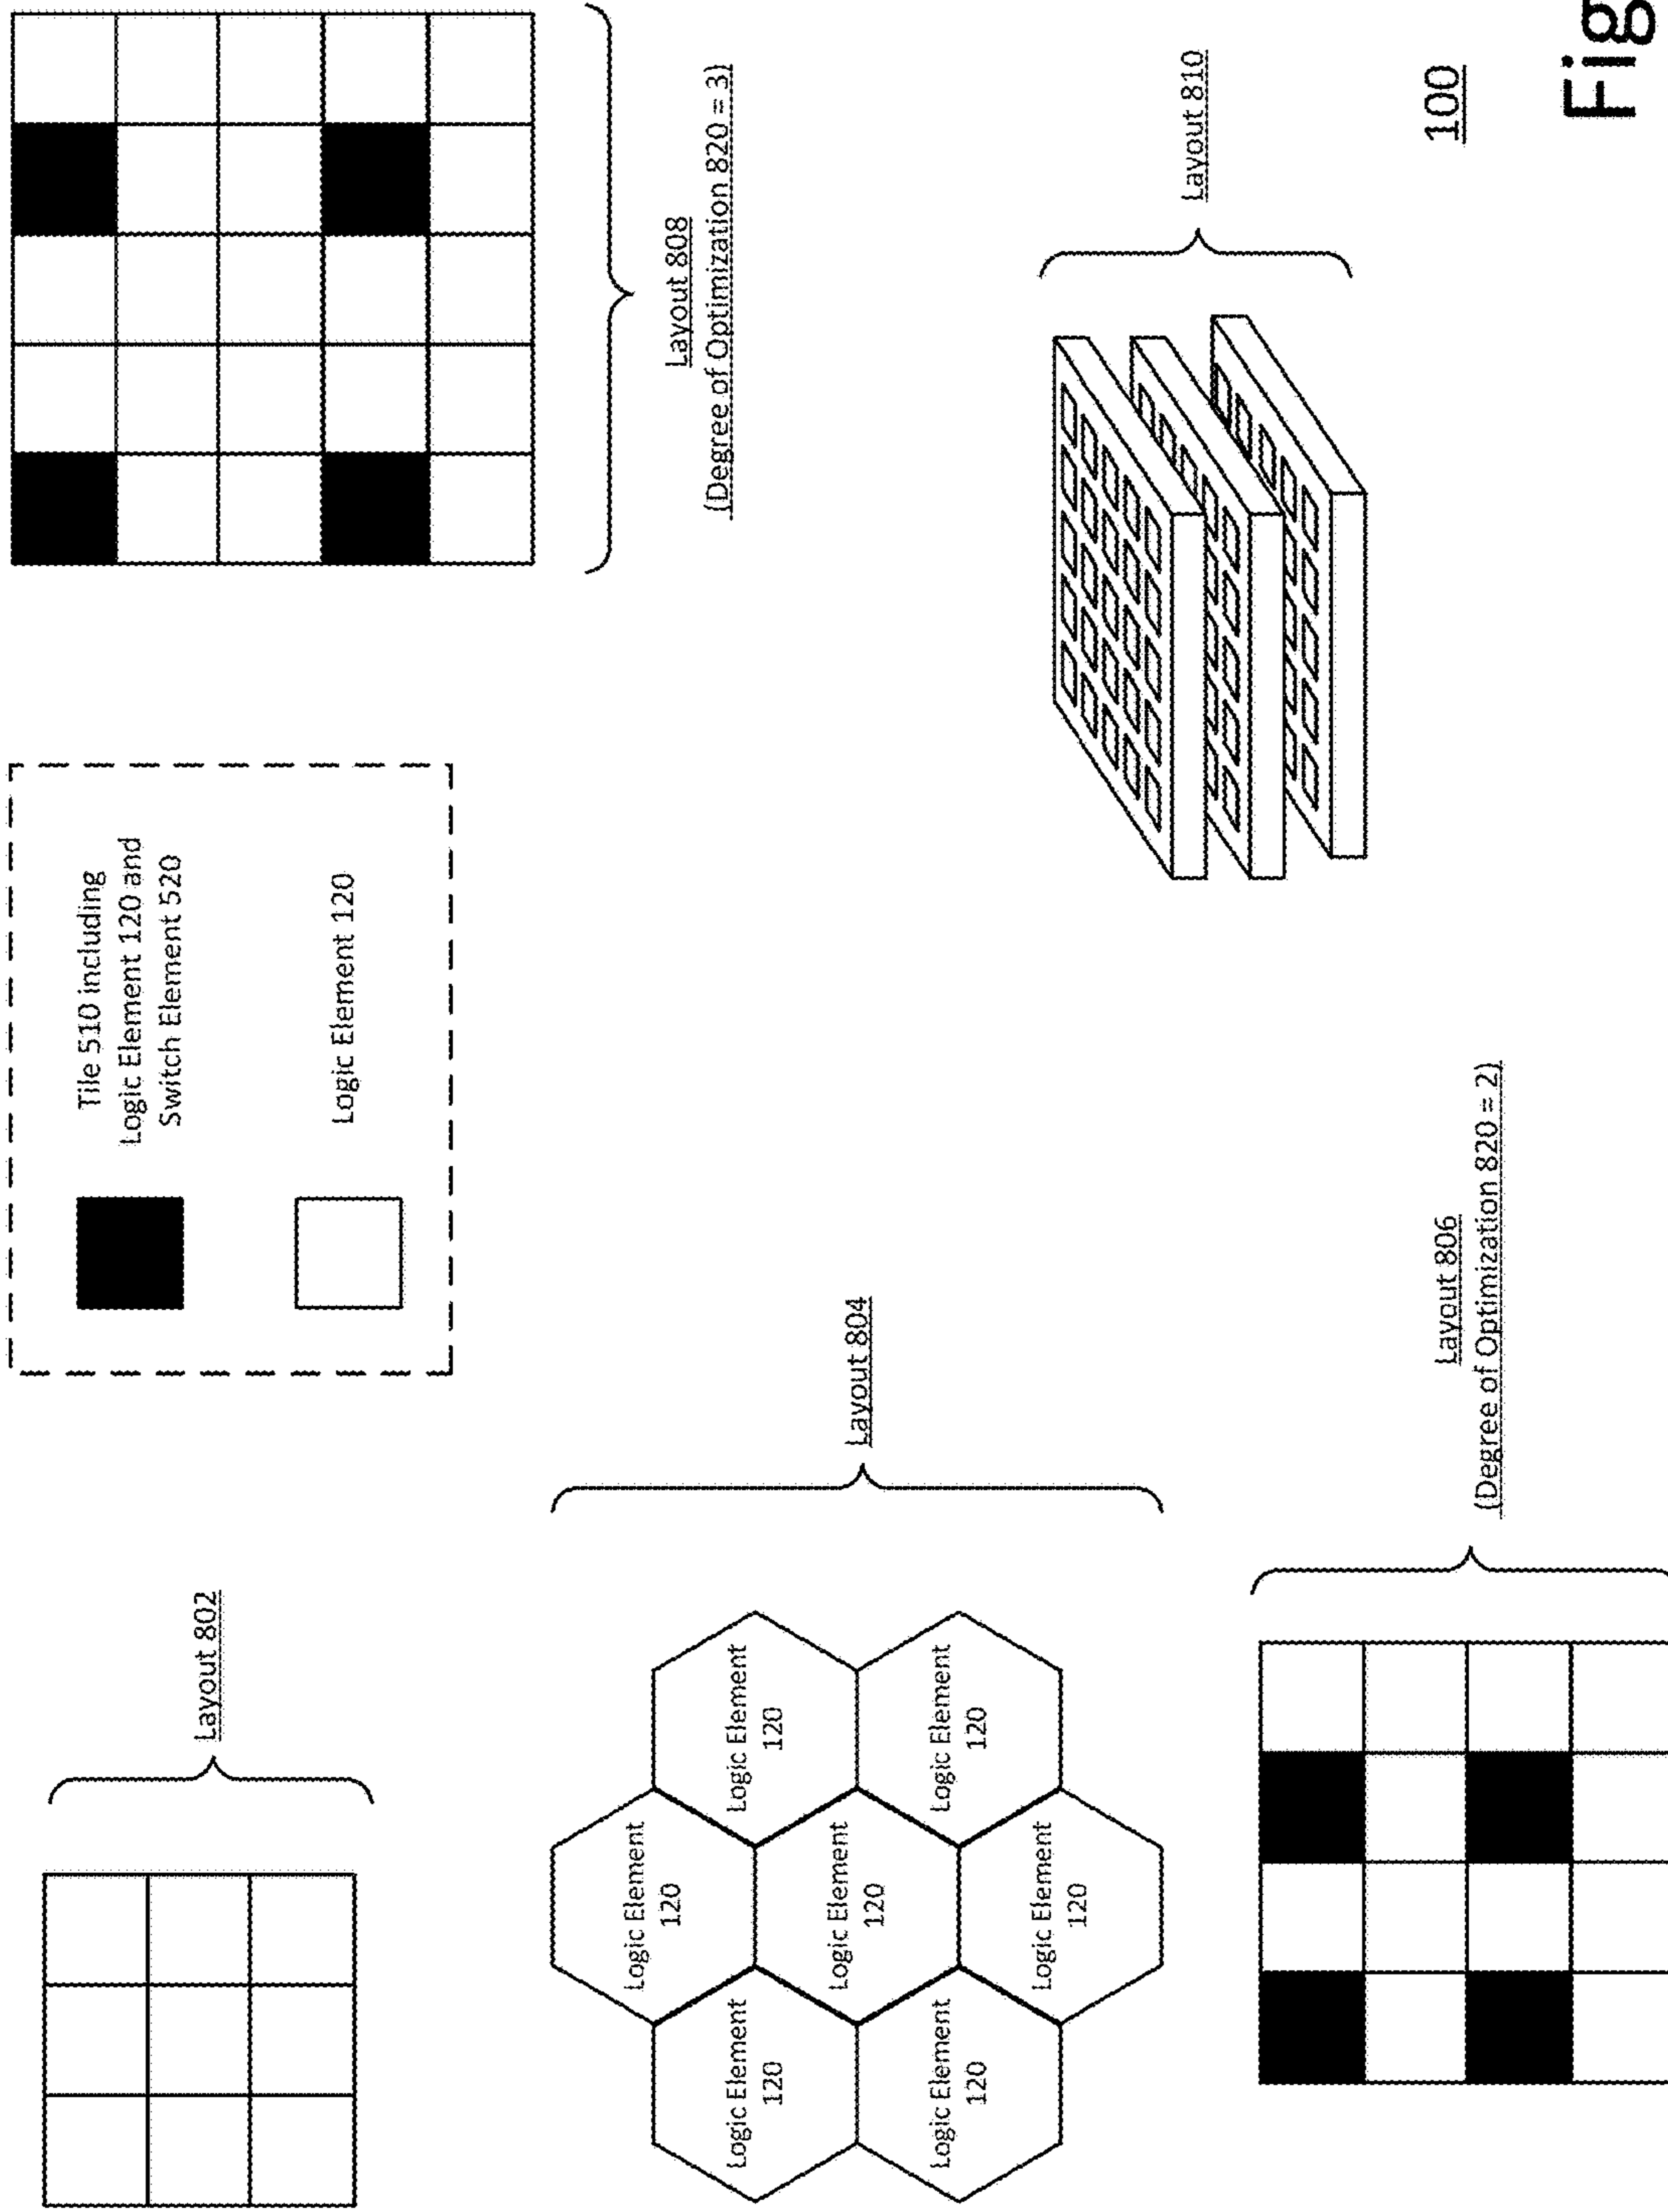 Layout 802
Tile 510 including
Logic Element 120 and
Switch Element 520
Logic Element 120
Layout 808
(Degree of Optimization 820 = 3)
Layout 804
Logic Element
120
Logic Element
120
Logic Element
120
Logic Element
120
Logic Element
120
Logic Element
120
Logic Element
120
Layout 806
(Degree of Optimization 820 = 2)
Layout 810
100
Fig